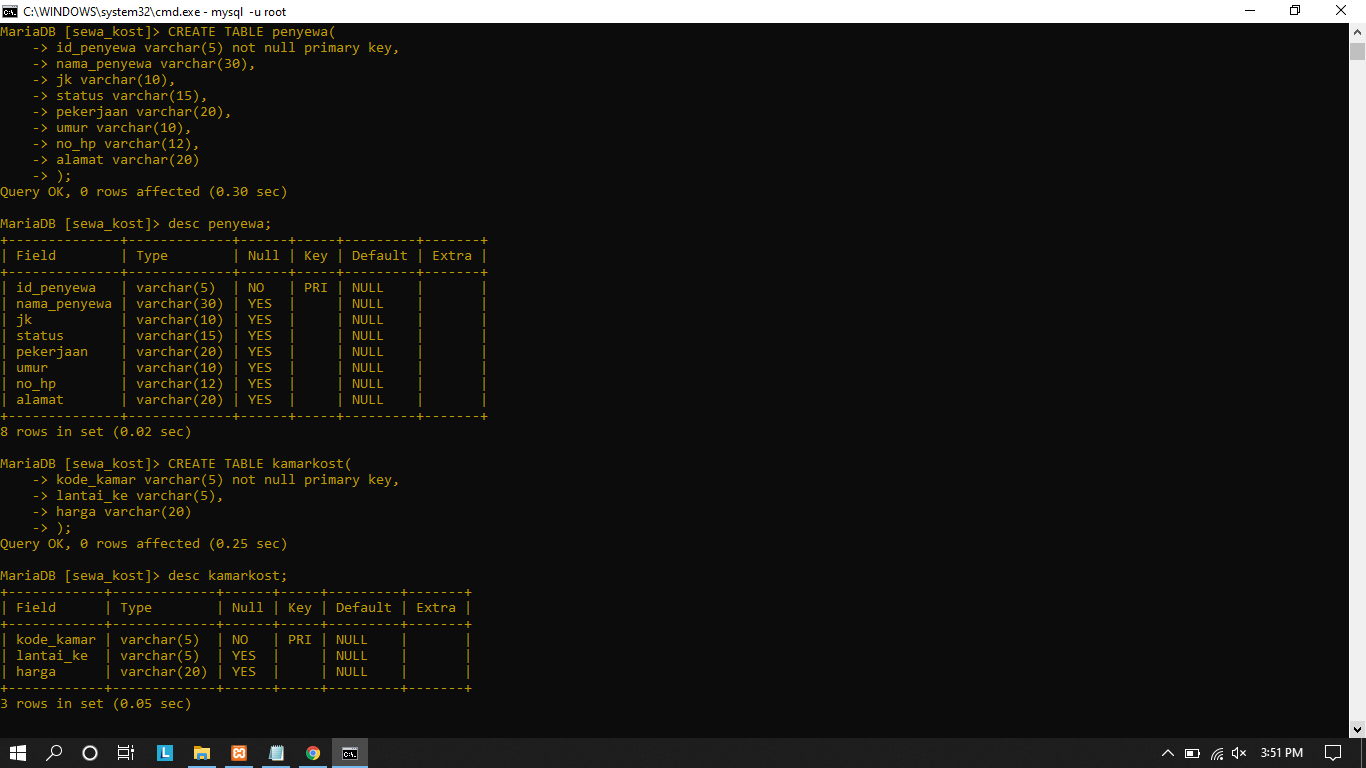 C:\WINDOWS\system32\cmd.exe - mysql  -u root
MariaDB [sewa_kost]> CREATE TABLE penyewa(
    -> id_penyewa varchar(5) not null primary key,
    -> nama_penyewa varchar(30),
    -> jk varchar(10),
    -> status varchar(15),
    -> pekerjaan varchar(20),
    -> umur varchar(10),
    -> no_hp varchar(12),
    -> alamat varchar(20)
    -> );
Query OK, 0 rows affected (0.30 sec)

MariaDB [sewa_kost]> desc penyewa;
+--------------+-------------+------+-----+---------+-------+
| Field        | Type        | Null | Key | Default | Extra |
+--------------+-------------+------+-----+---------+-------+
| id_penyewa   | varchar(5)  | NO   | PRI | NULL    |       |
| nama_penyewa | varchar(30) | YES  |     | NULL    |       |
| jk           | varchar(10) | YES  |     | NULL    |       |
| status       | varchar(15) | YES  |     | NULL    |       |
| pekerjaan    | varchar(20) | YES  |     | NULL    |       |
| umur         | varchar(10) | YES  |     | NULL    |       |
| no_hp        | varchar(12) | YES  |     | NULL    |       |
| alamat       | varchar(20) | YES  |     | NULL    |       |
+--------------+-------------+------+-----+---------+-------+
8 rows in set (0.02 sec)

MariaDB [sewa_kost]> CREATE TABLE kamarkost(
    -> kode_kamar varchar(5) not null primary key,
    -> lantai_ke varchar(5),
    -> harga varchar(20)
    -> );
Query OK, 0 rows affected (0.25 sec)

MariaDB [sewa_kost]> desc kamarkost;
+------------+-------------+------+-----+---------+-------+
| Field      | Type        | Null | Key | Default | Extra |
+------------+-------------+------+-----+---------+-------+
| kode_kamar | varchar(5)  | NO   | PRI | NULL    |       |
| lantai_ke  | varchar(5)  | YES  |     | NULL    |       |
| harga      | varchar(20) | YES  |     | NULL    |       |
+------------+-------------+------+-----+---------+-------+
3 rows in set (0.05 sec)
L
3:51 PM